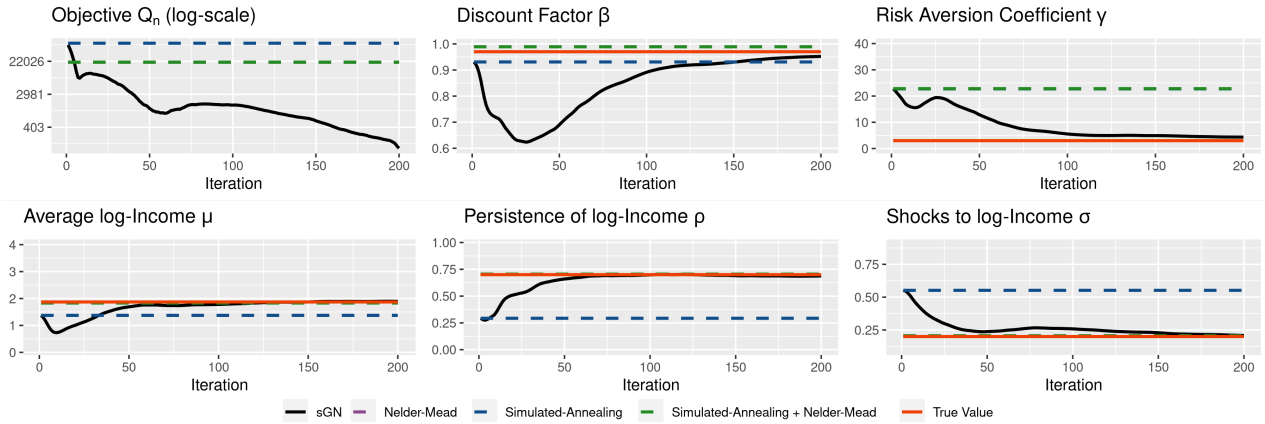 Objective Qn (log-scale)
22026
2981
403
0 50 100 150 200
Iteration
Discount Factor β
1.0
0.9
0.8
0.7
0.6
0 50 100 150 200
Iteration
Risk Aversion Coefficient γ
40
30
20
10
0
0 50 100 150 200
Iteration
Average log-Income μ
4
3
2
1
0
0 50 100 150 200
Iteration
Persistence of log-Income ρ
1.00
0.75
0.50
0.25
0.00
0 50 100 150 200
Iteration
Shocks to log-Income σ
0.75
0.50
0.25
0 50 100 150 200
Iteration
sGN Nelder-Mead Simulated-Annealing Simulated-Annealing + Nelder-Mead True Value